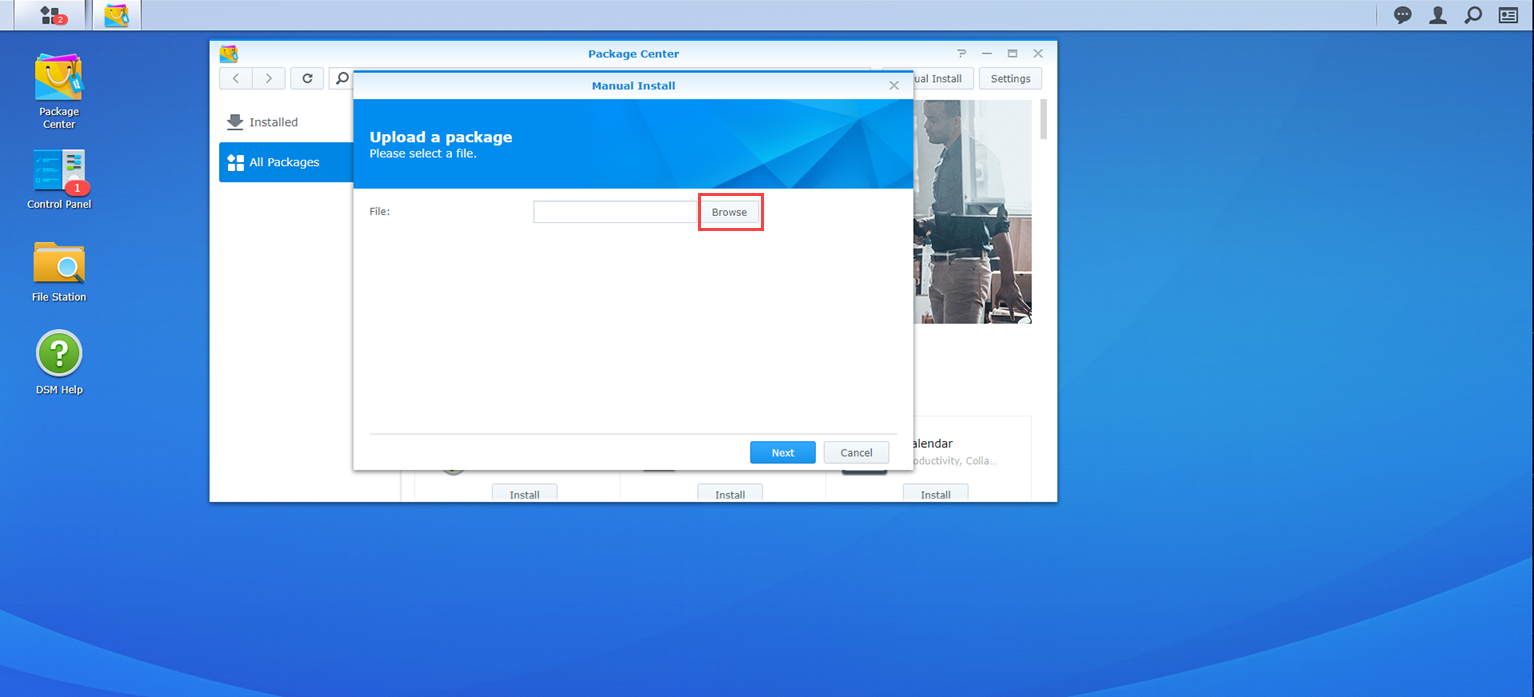 2
Package Center
Package
Center
ual Install
Settings
Manual Install
Installed
Upload a package
Please select a file.
All Packages
1
Control Panel
File:
Browse
File Station
DSM Help
alendar
Next
Cancel
oductivity, Colla...
Install
Install
Install